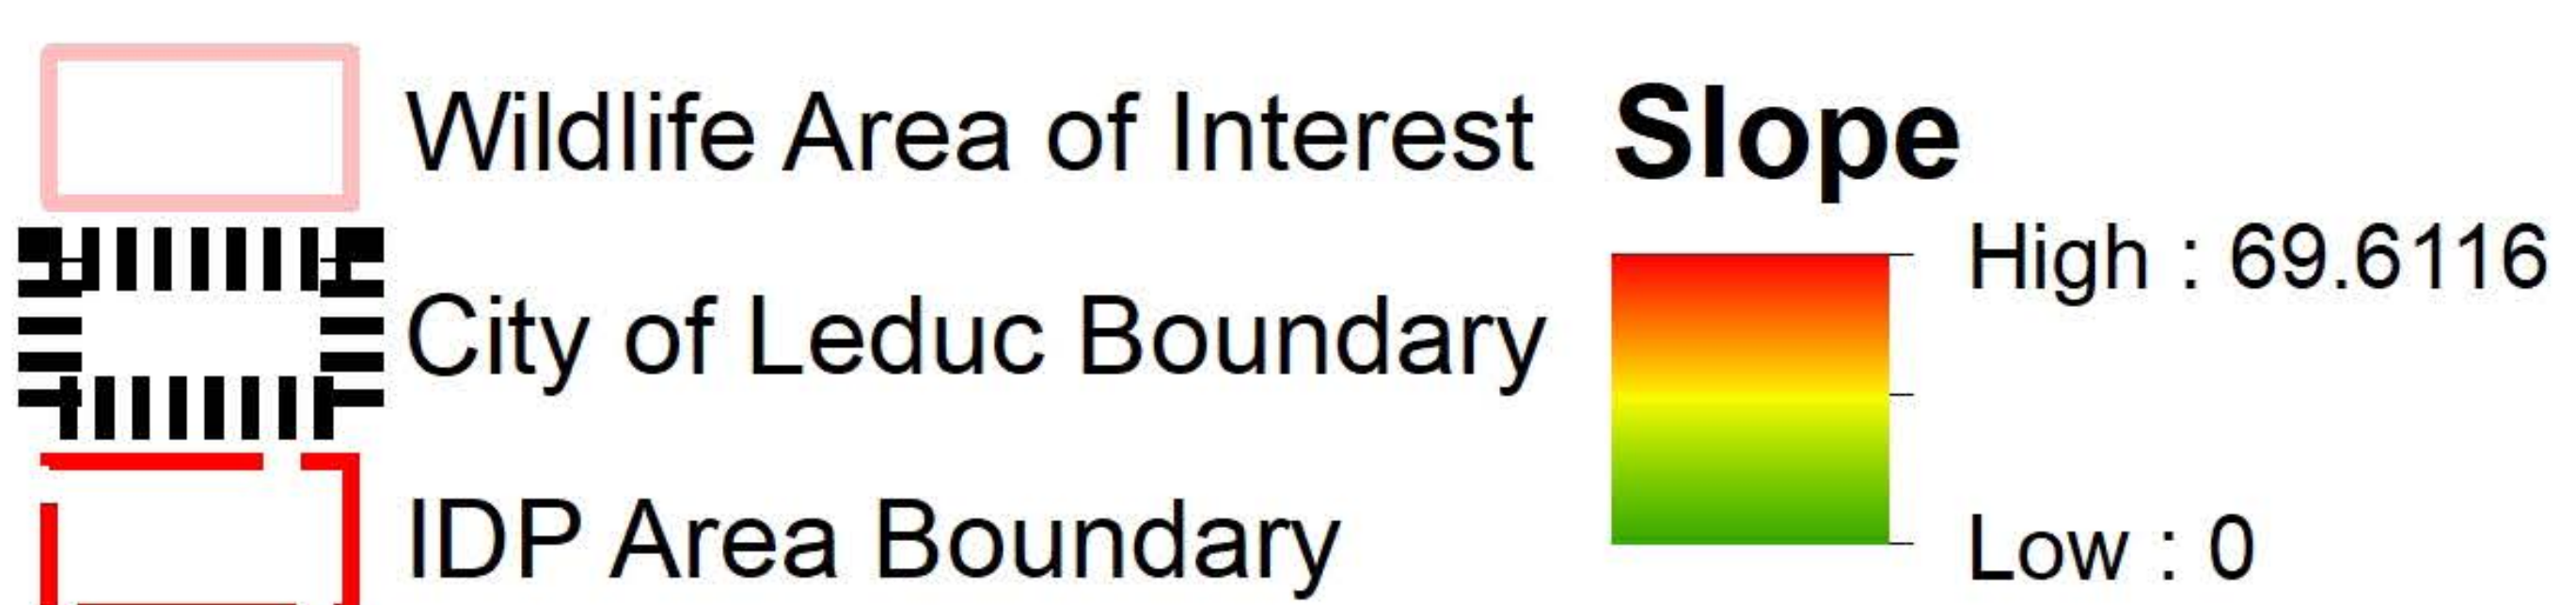 Wildlife Area of Interest
City of Leduc Boundary
IDP Area Boundary
Slope
High : 69.6116
Low : 0